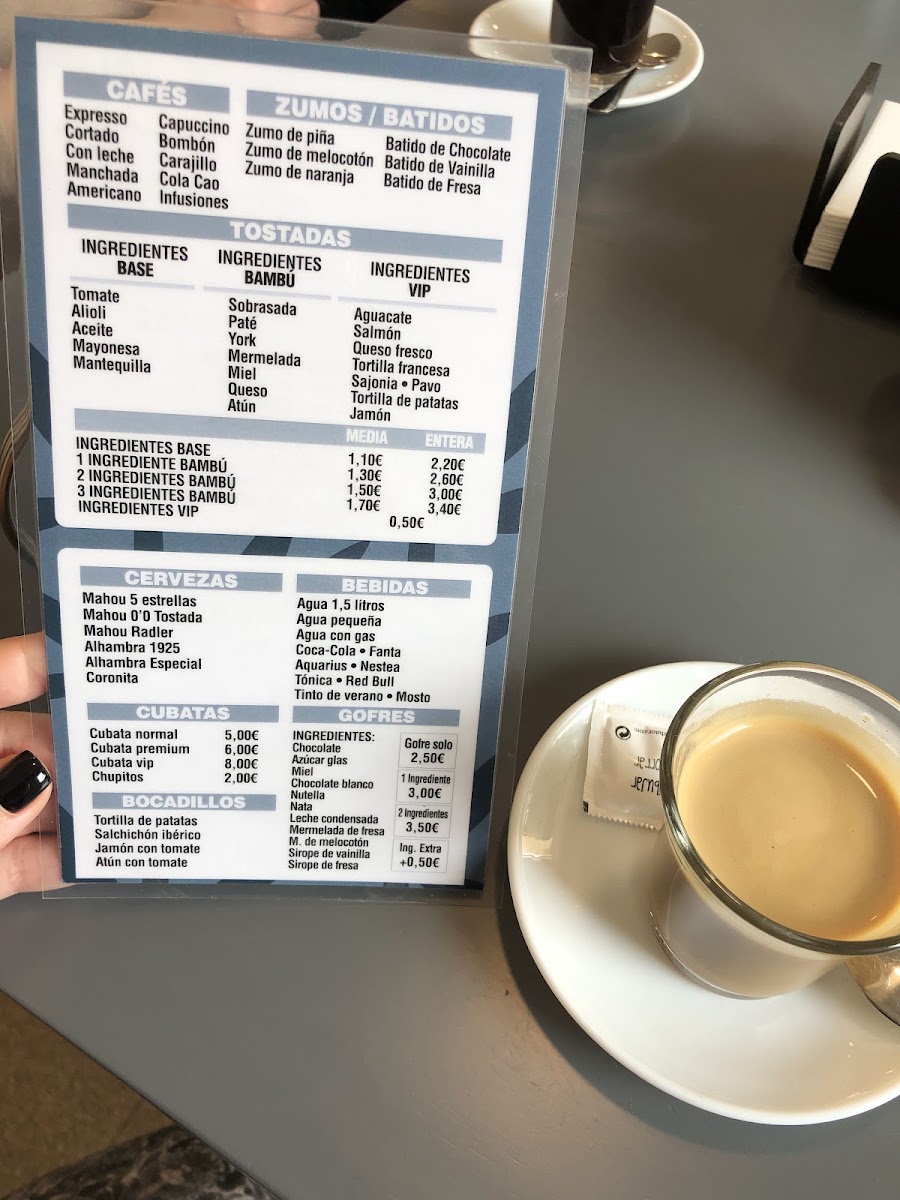 CAFÉS
Expresso
Cortado
Con leche
Manchada
Americano
Capuccino
Bombón
Carajillo
Cola Cao
Infusiones
ZUMOS / BATIDOS
Zumo de piña
Zumo de melocotón
Zumo de naranja
Batido de Chocolate
Batido de Vainilla
Batido de Fresa
TOSTADAS
INGREDIENTES
BASE
Tomate
Alioli
Aceite
Mayonesa
Mantequilla
INGREDIENTES
BAMBÚ
Sobrasada
Paté
York
Mermelada
Miel
Queso
Atún
INGREDIENTES
VIP
Aguacate
Salmón
Queso fresco
Tortilla francesa
Sajonia • Pavo
Tortilla de patatas
Jamón
MEDIA ENTERA
INGREDIENTES BASE 1,10€ 2,20€
1 INGREDIENTE BAMBÚ 1,30€ 2,60€
2 INGREDIENTES BAMBÚ 1,50€ 3,00€
3 INGREDIENTES BAMBÚ 1,70€ 3,40€
INGREDIENTES VIP 0,50€
CERVEZAS
Mahou 5 estrellas
Mahou 0'0 Tostada
Mahou Radler
Alhambra 1925
Alhambra Especial
Coronita
BEBIDAS
Agua 1,5 litros
Agua pequeña
Agua con gas
Coca-Cola • Fanta
Aquarius • Nestea
Tónica • Red Bull
Tinto de verano • Mosto
CUBATAS
Cubata normal 5,00€
Cubata premium 6,00€
Cubata vip 8,00€
Chupitos 2,00€
BOCADILLOS
Tortilla de patatas
Salchichón ibérico
Jamón con tomate
Atún con tomate
GOFRES
INGREDIENTES:
Chocolate
Azúcar glas
Miel
Chocolate blanco
Nutella
Nata
Leche condensada
Mermelada de fresa
M. de melocotón
Sirope de vainilla
Sirope de fresa
Gofre solo
2,50€
1 Ingrediente
3,00€
2 Ingredientes
3,50€
Ing. Extra
+0,50€